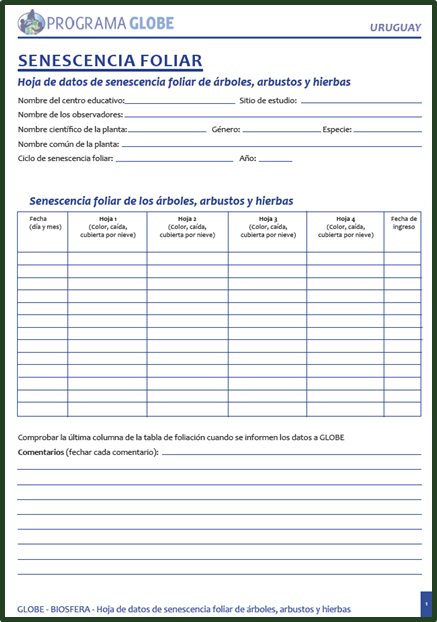 PROGRAMA GLOBE
URUGUAY
SENESCENCIA FOLIAR
Hoja de datos de senescencia foliar de árboles, arbustos y hierbas
Nombre del centro educativo: Sitio de estudio:
Nombre de los observadores:
Nombre científico de la planta: Género: Especie:
Nombre común de la planta:
Ciclo de senescencia foliar: Año:
Senescencia foliar de los árboles, arbustos y hierbas
Fecha Hoja 1 Hoja 2 Hoja 3 Hoja 4 Fecha de
(día y mes) (Color, caída, (Color, caída, (Color, caída, (Color, caída, ingreso
cubierta por nieve) cubierta por nieve) cubierta por nieve) cubierta por nieve)
Comprobar la última columna de la tabla de foliación cuando se informen los datos a GLOBE
Comentarios (fechar cada comentario):
GLOBE - BIOSFERA - Hoja de datos de senescencia foliar de árboles, arbustos y hierbas
1